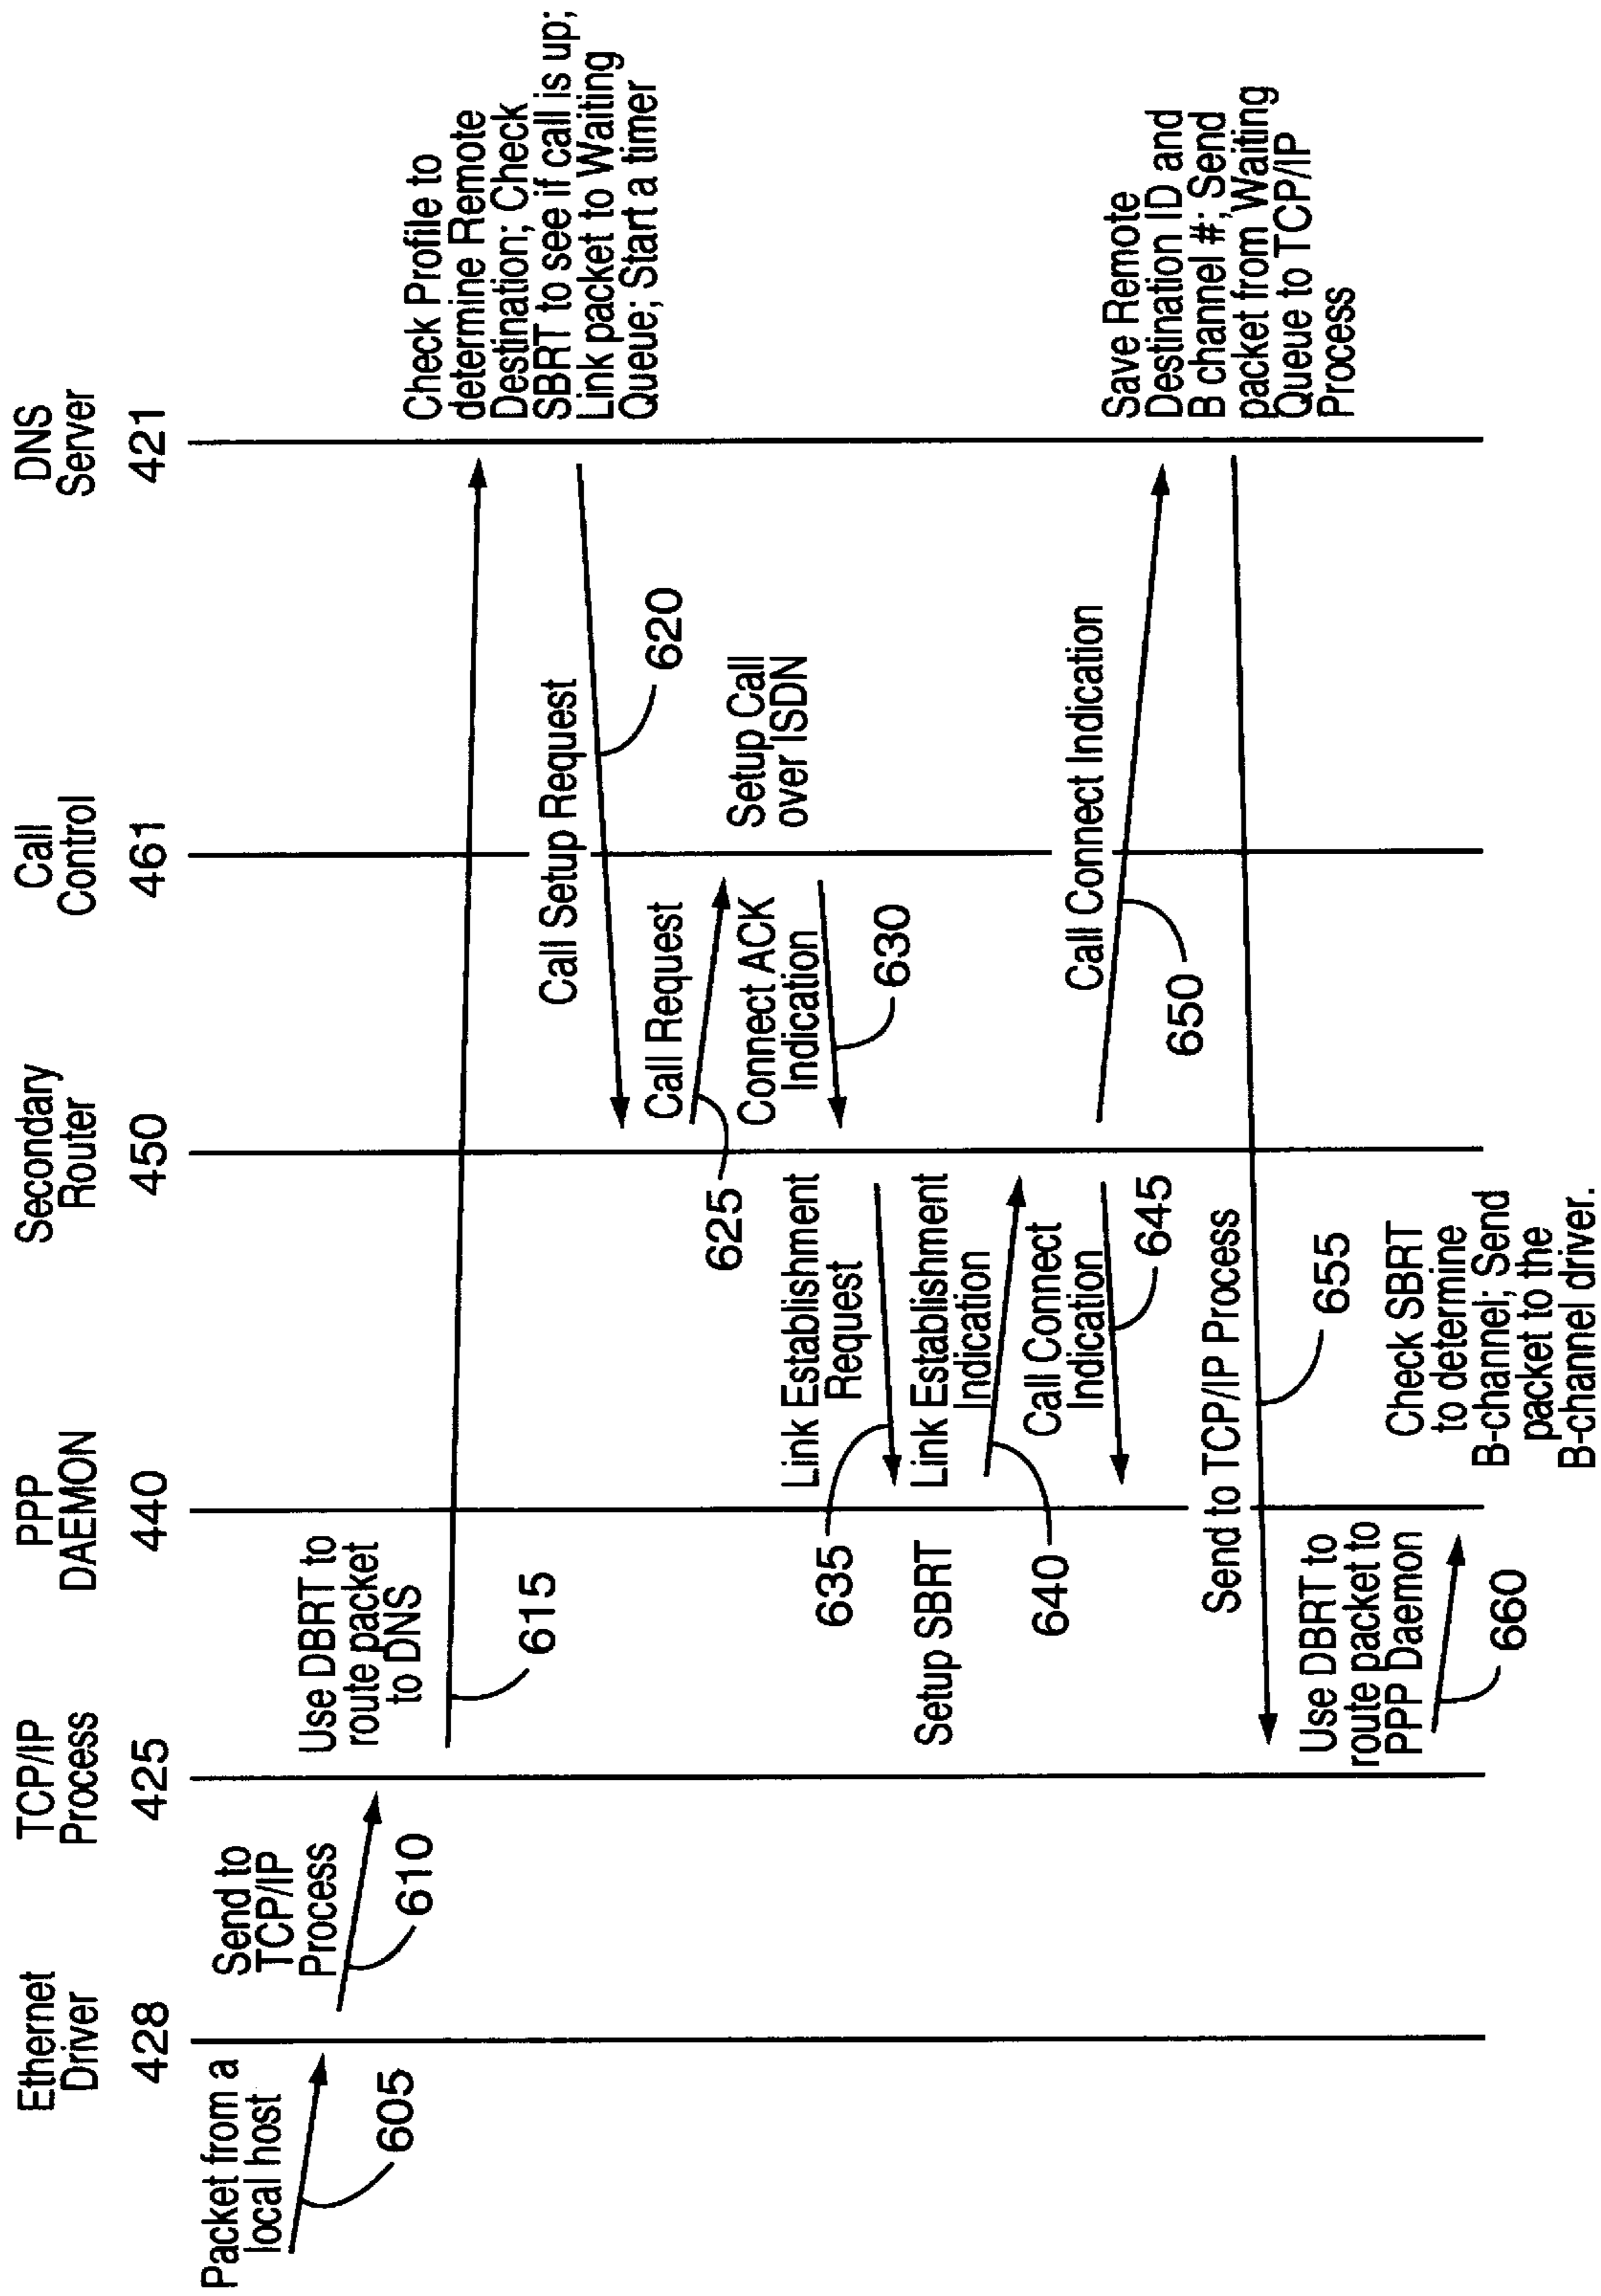 Ethernet
Driver
428
TCP/IP
Process
425
PPP
DAEMON
440
Secondary
Router
450
Call
Control
461
DNS
Server
421
Packet from a
local host
605
Send to
TCP/IP
Process
610
Use DBRT to
route packet
to DNS
615
Check Profile to
determine Remote
Destination; Check
SBRT to see if call is up;
Link packet to Waiting
Queue; Start a timer
Call Setup Request
620
Call Request
625
Setup Call
over ISDN
Connect ACK
Indication
630
Link Establishment
Request
635
Setup SBRT
Link Establishment
Indication
640
Call Connect
Indication
645
Call Connect Indication
650
Save Remote
Destination ID and
B channel #; Send
packet from Waiting
Queue to TCP/IP
Process
Send to TCP/IP Process
655
Use DBRT to
route packet to
PPP Daemon
660
Check SBRT
to determine
B-channel; Send
packet to the
B-channel driver.